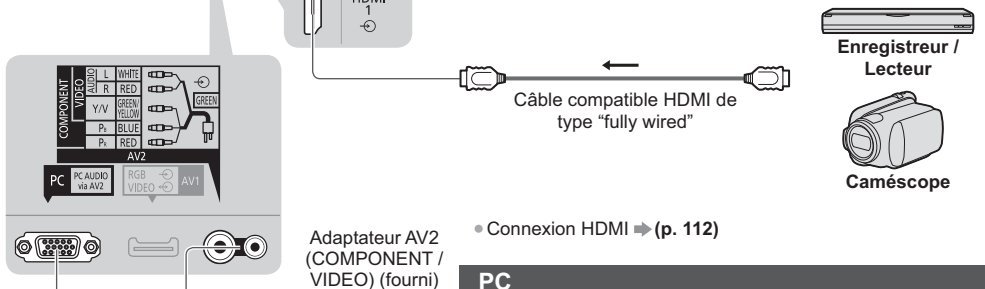 HDMI
1
Enregistreur /
Lecteur
Câble compatible HDMI de
type “fully wired”
Caméscope
COMPONENT
VIDEO
AUDIO
L WHITE
R RED
Y/V GREEN/
YELLOW
PB BLUE
PR RED
GREEN
AV2
PC PC AUDIO
via AV2
RGB
VIDEO
AV1
Adaptateur AV2
(COMPONENT /
VIDEO) (fourni)
Connexion HDMI (p. 112)
PC